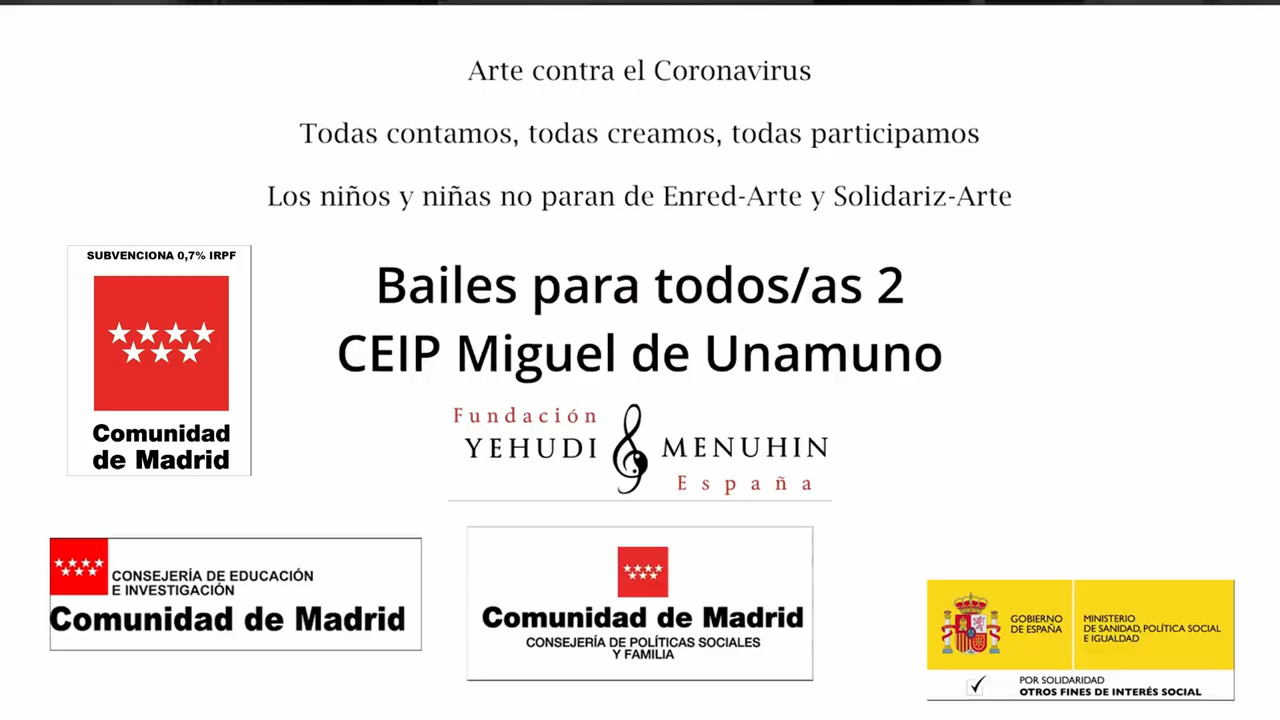 Arte contra el Coronavirus
Todas contamos, todas creamos, todas participamos
Los niños y niñas no paran de Enred-Arte y Solidariz-Arte
SUBVENCIONA 0,7% IRPF
Comunidad
de Madrid
Bailes para todos/as 2
CEIP Miguel de Unamuno
Fundación
YEHUDI MENUHIN
España
CONSEJERÍA DE EDUCACIÓN
E INVESTIGACIÓN
Comunidad de Madrid
Comunidad de Madrid
CONSEJERÍA DE POLÍTICAS SOCIALES
Y FAMILIA
GOBIERNO
DE ESPAÑA
MINISTERIO
DE SANIDAD, POLÍTICA SOCIAL
E IGUALDAD
POR SOLIDARIDAD
OTROS FINES DE INTERÉS SOCIAL